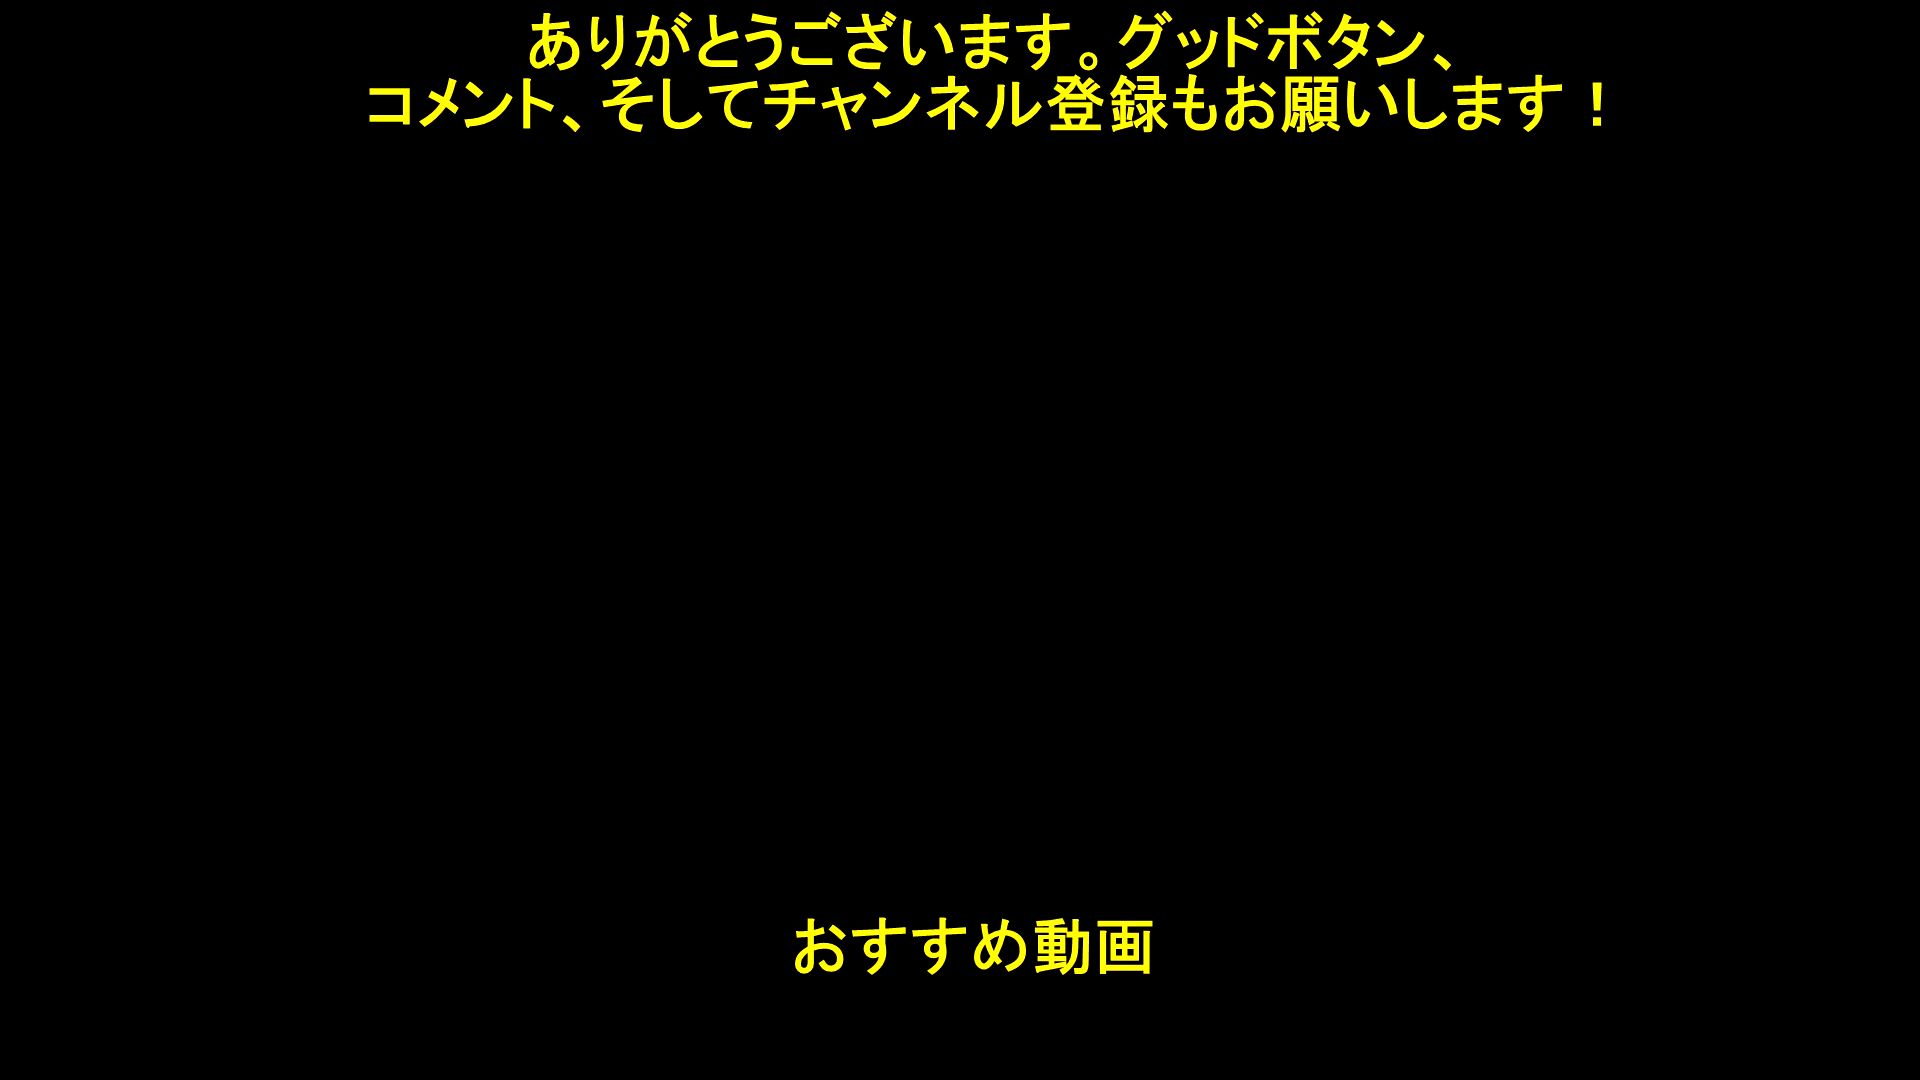 ありがとうございます。グッドボタン、
コメント、そしてチャンネル登録もお願いします！
おすすめ動画